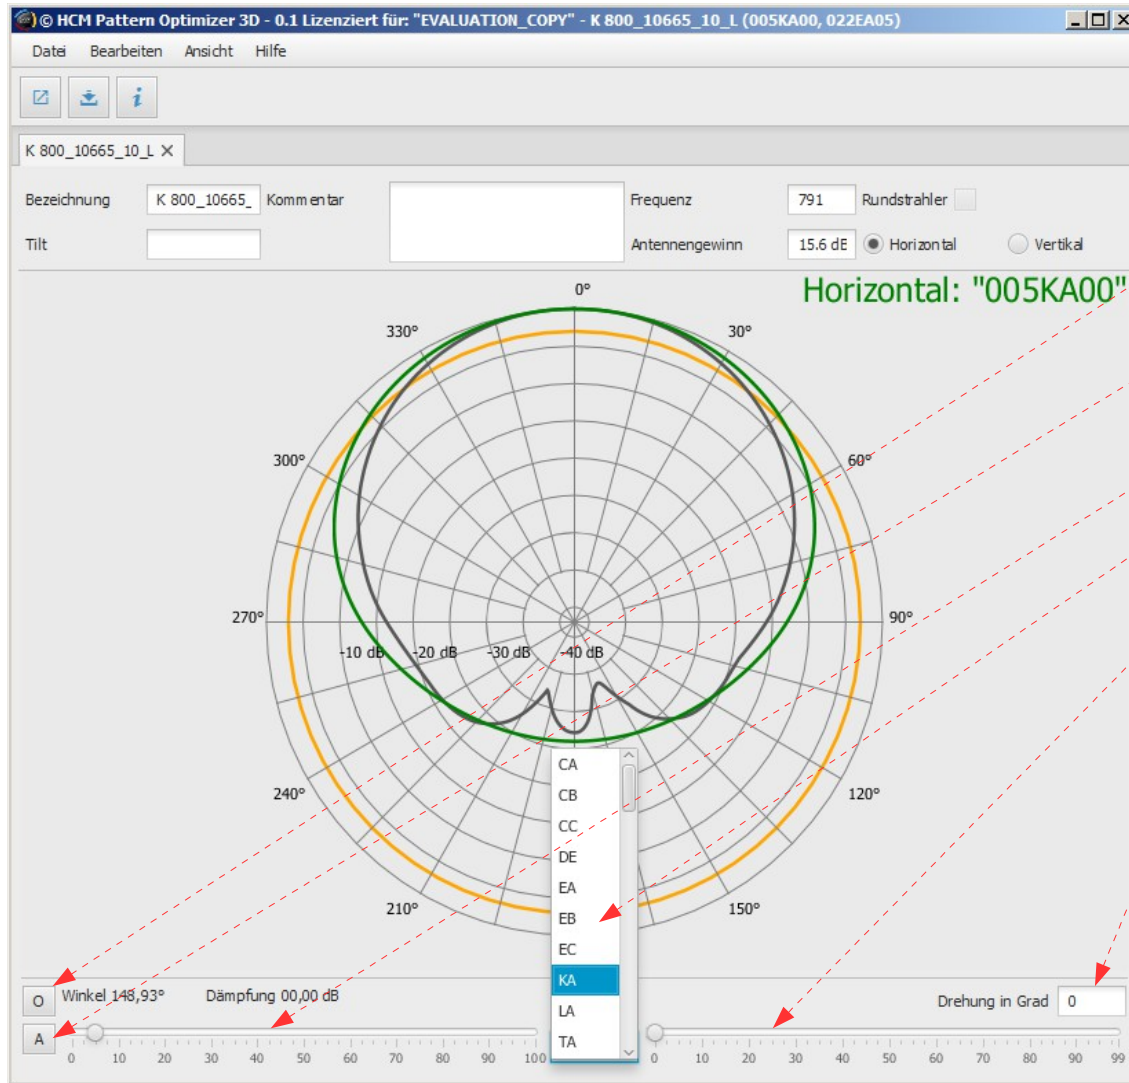 © HCM Pattern Optimizer 3D - 0.1 Lizenziert für: "EVALUATION_COPY" - K 800_10665_10_L (005KA00, 022EA05)
Datei Bearbeiten Ansicht Hilfe
i
K 800_10665_10_L X
Bezeichnung K 800_10665_ Kommentar Frequenz 791 Rundstrahler
Tilt Antennengewinn 15.6 dB Horizontal Vertikal
Horizontal: "005KA00"
0°
330° 30°
300° 60°
270° 90°
-10 dB -20 dB -30 dB -40 dB
240° 120°
210° 150°
CA
CB
CC
DE
EA
EB
EC
KA
LA
TA
O Winkel 148,93° Dämpfung 00,00 dB Drehung in Grad 0
A
0 10 20 30 40 50 60 70 80 90 100
0 10 20 30 40 50 60 70 80 90 99